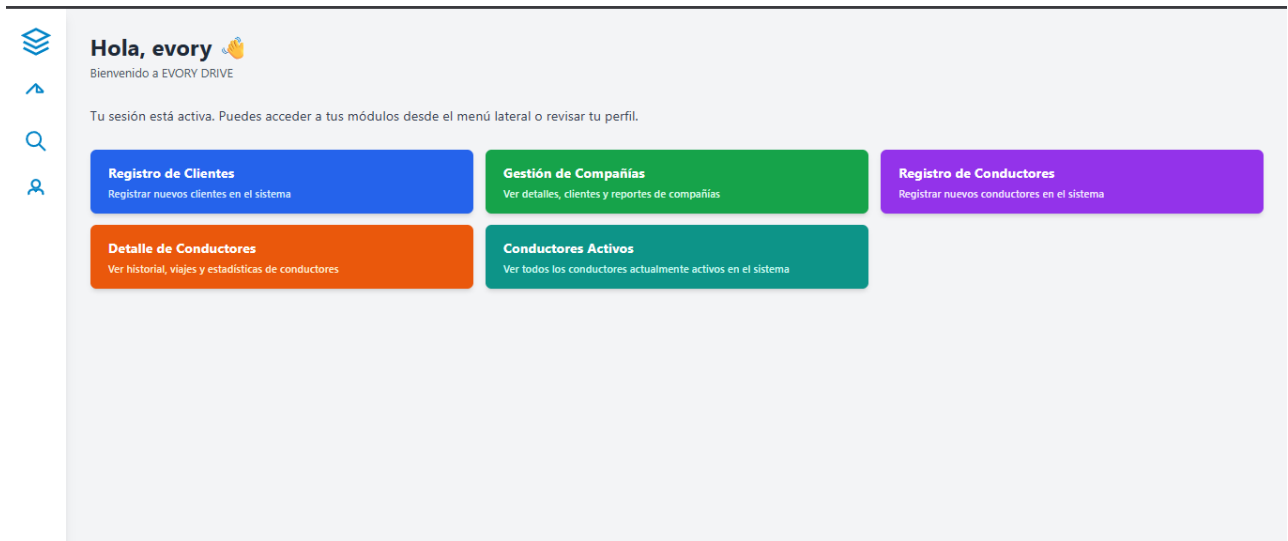 Hola, evory 👋
Bienvenido a EVORY DRIVE
Tu sesión está activa. Puedes acceder a tus módulos desde el menú lateral o revisar tu perfil.
Registro de Clientes
Registrar nuevos clientes en el sistema
Gestión de Compañías
Ver detalles, clientes y reportes de compañías
Registro de Conductores
Registrar nuevos conductores en el sistema
Detalle de Conductores
Ver historial, viajes y estadísticas de conductores
Conductores Activos
Ver todos los conductores actualmente activos en el sistema